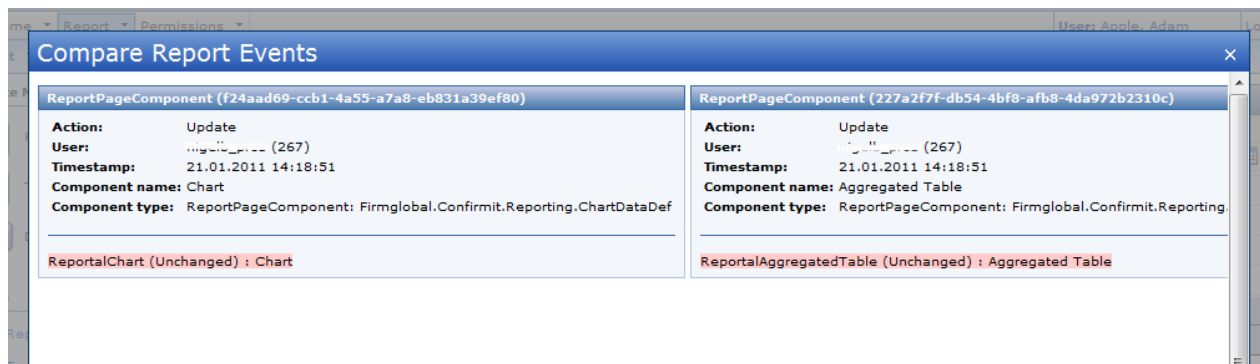 Report
Permissions
User: Apple, Adam
Compare Report Events
ReportPageComponent (f24aad69-ccb1-4a55-a7a8-eb831a39ef80)
Action: Update
User: (267)
Timestamp: 21.01.2011 14:18:51
Component name: Chart
Component type: ReportPageComponent: Firmglobal.Confirmit.Reporting.ChartDataDef
ReportalChart (Unchanged) : Chart
ReportPageComponent (227a2f7f-db54-4bf8-afb8-4da972b2310c)
Action: Update
User: (267)
Timestamp: 21.01.2011 14:18:51
Component name: Aggregated Table
Component type: ReportPageComponent: Firmglobal.Confirmit.Reporting.
ReportalAggregatedTable (Unchanged) : Aggregated Table